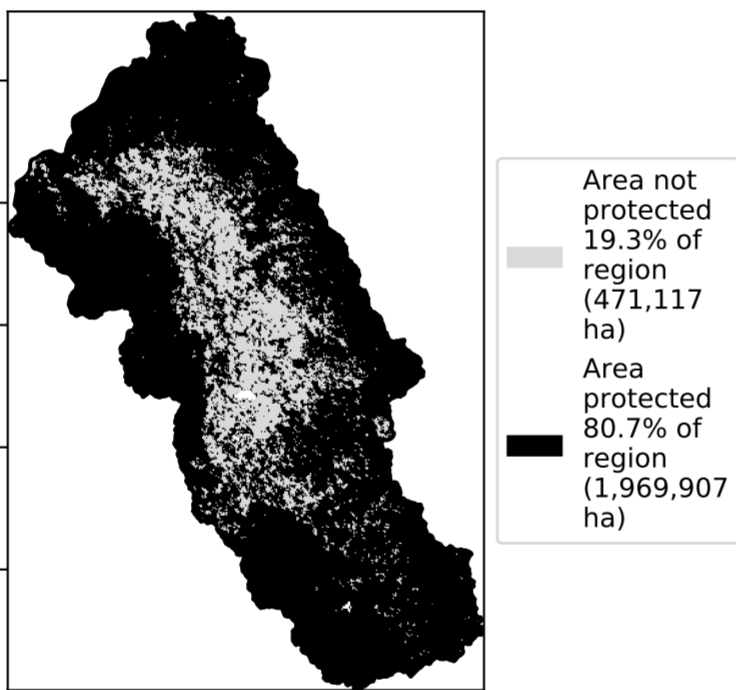 Area not
protected
19.3% of
region
(471,117
ha)
Area
protected
80.7% of
region
(1,969,907
ha)